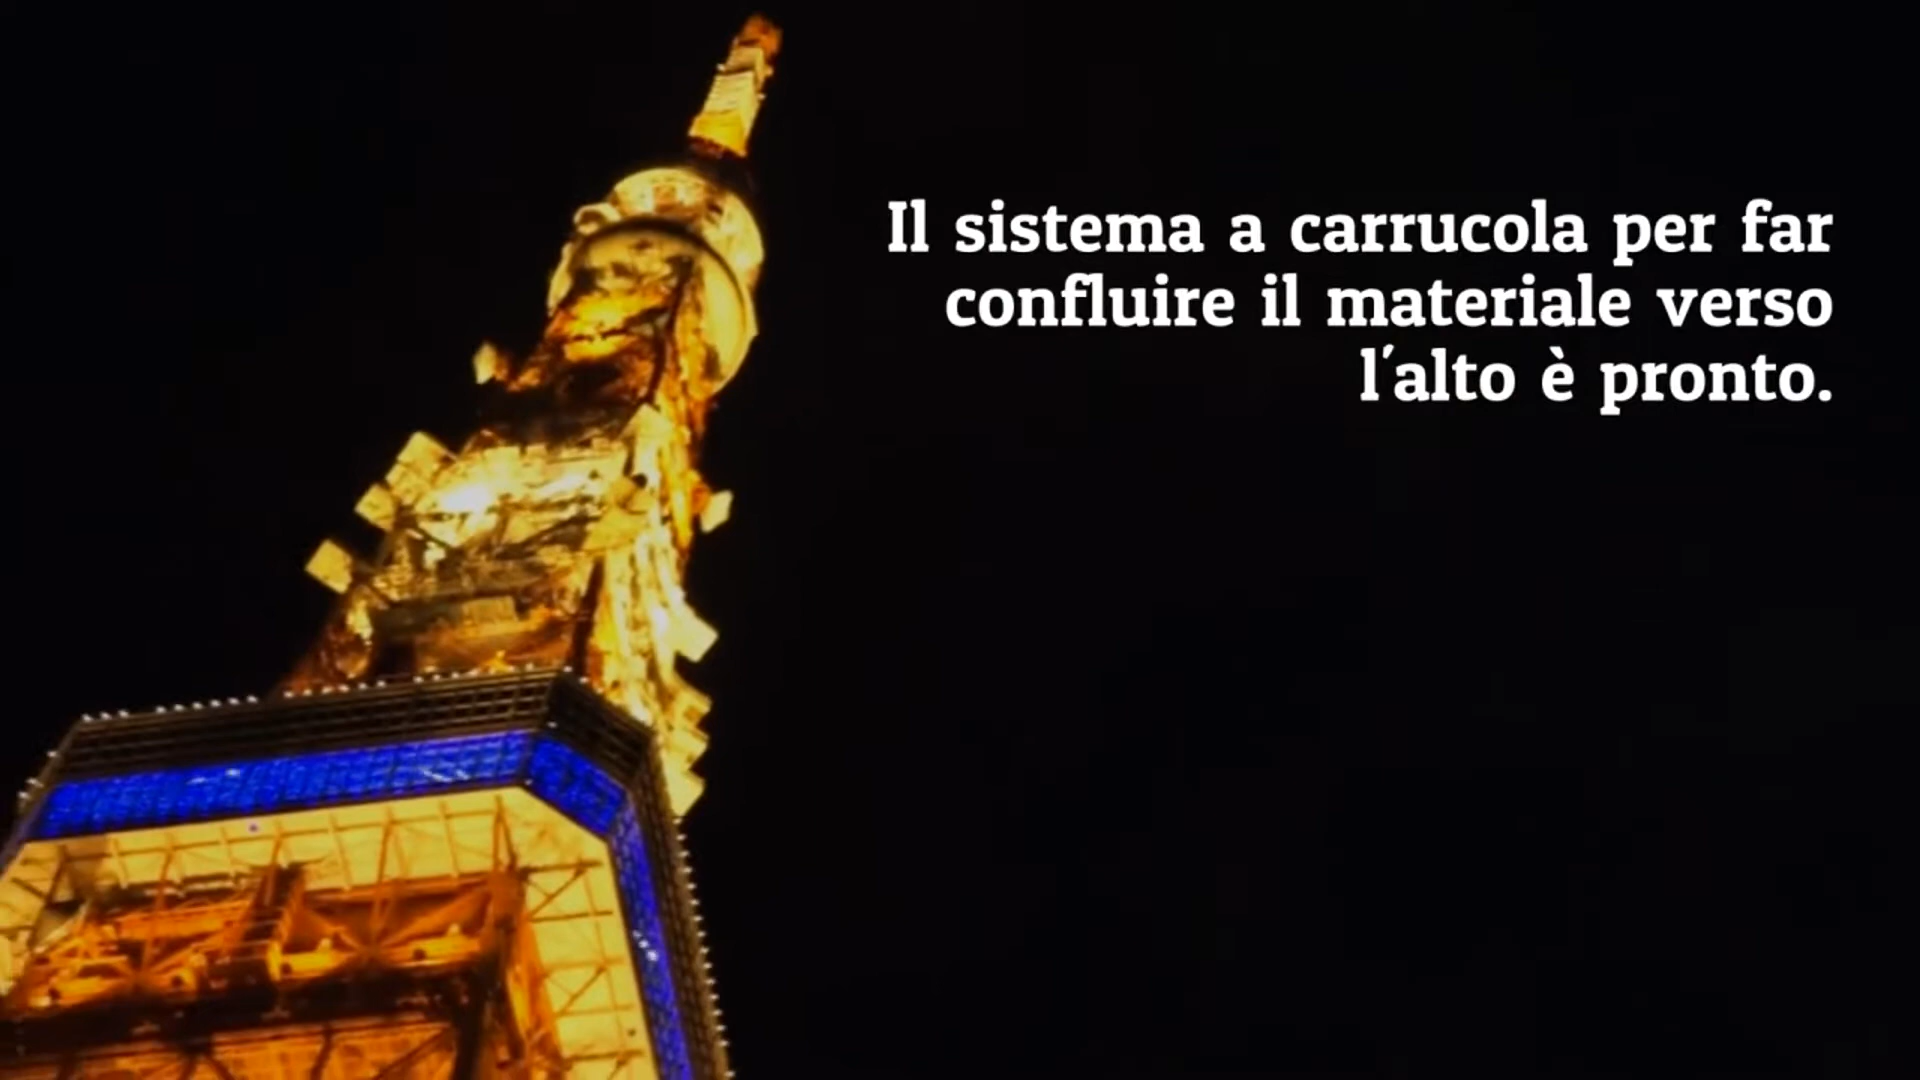 Il sistema a carrucola per far
confluire il materiale verso
l'alto è pronto.